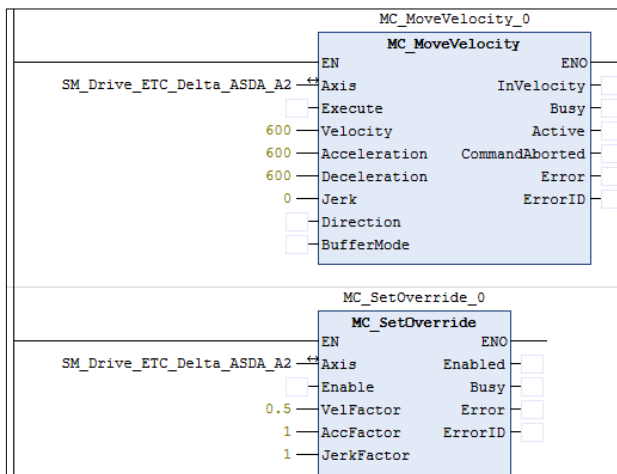 MC_MoveVelocity_0
MC_MoveVelocity
EN ENO
SM_Drive_ETC_Delta_ASDA_A2 Axis InVelocity
Execute Busy
600 Velocity Active
600 Acceleration CommandAborted
600 Deceleration Error
0 Jerk ErrorID
Direction
BufferMode
MC_SetOverride_0
MC_SetOverride
EN ENO
SM_Drive_ETC_Delta_ASDA_A2 Axis Enabled
Enable Busy
0.5 VelFactor Error
1 AccFactor ErrorID
1 JerkFactor